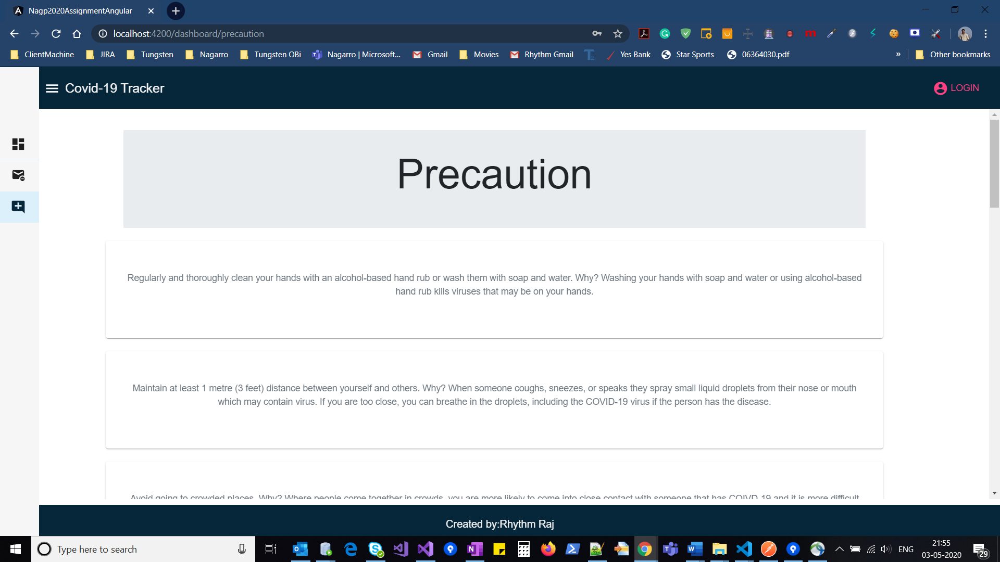 Nagp2020AssignmentAngular
localhost:4200/dashboard/precaution
ClientMachine JIRA Tungsten Nagarro Tungsten OBi Nagarro | Microsoft... Gmail Movies Rhythm Gmail Yes Bank Star Sports 06364030.pdf » Other bookmarks
Covid-19 Tracker
LOGIN
Precaution
Regularly and thoroughly clean your hands with an alcohol-based hand rub or wash them with soap and water. Why? Washing your hands with soap and water or using alcohol-based
hand rub kills viruses that may be on your hands.
Maintain at least 1 metre (3 feet) distance between yourself and others. Why? When someone coughs, sneezes, or speaks they spray small liquid droplets from their nose or mouth
which may contain virus. If you are too close, you can breathe in the droplets, including the COVID-19 virus if the person has the disease.
Avoid going to crowded places. Why? Where people come together in crowds, you are more likely to come into close contact with someone that has COIVD-19 and it is more difficult
Created by:Rhythm Raj
Type here to search
ENG
21:55
03-05-2020
29